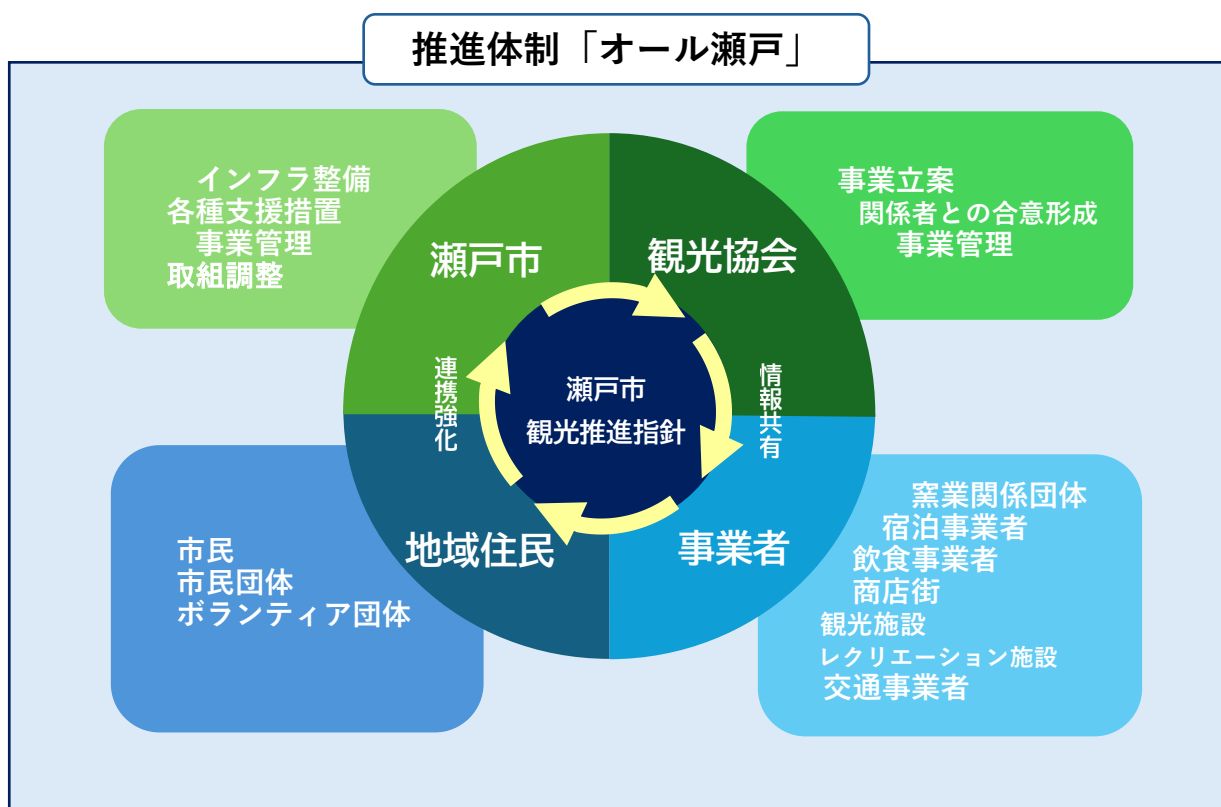 推進体制「オール瀬戸」
インフラ整備
各種支援措置
事業管理
取組調整
瀬戸市
観光協会
事業立案
関係者との合意形成
事業管理
連携強化
瀬戸市
観光推進指針
情報共有
市民
市民団体
ボランティア団体
地域住民
事業者
窯業関係団体
宿泊事業者
飲食事業者
商店街
観光施設
レクリエーション施設
交通事業者